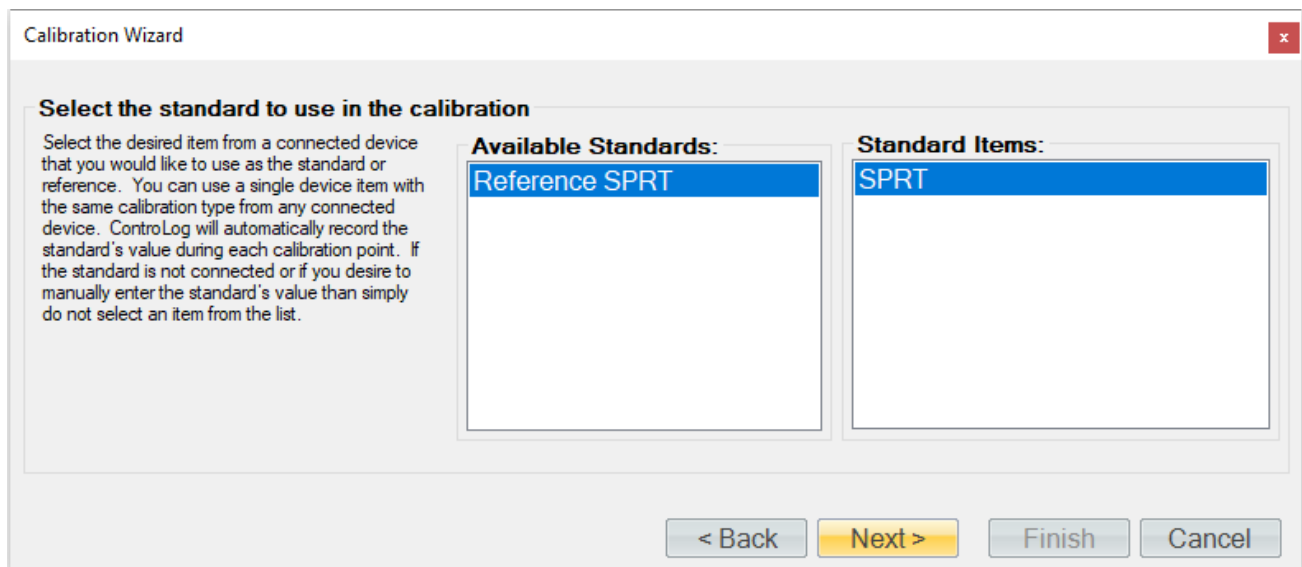 Calibration Wizard
x
Select the standard to use in the calibration
Select the desired item from a connected device
that you would like to use as the standard or
reference. You can use a single device item with
the same calibration type from any connected
device. ControLog will automatically record the
standard's value during each calibration point. If
the standard is not connected or if you desire to
manually enter the standard's value than simply
do not select an item from the list.
Available Standards:
Reference SPRT
Standard Items:
SPRT
< Back
Next >
Finish
Cancel